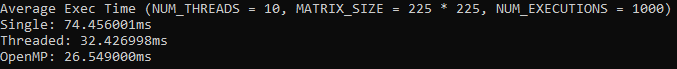 Average Exec Time (NUM_THREADS = 10, MATRIX_SIZE = 225 * 225, NUM_EXECUTIONS = 1000)
Single: 74.456001ms
Threaded: 32.426998ms
OpenMP: 26.549000ms